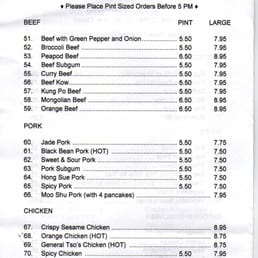 ♦ Please Place Pint Sized Orders Before 5 PM ♦
BEEF PINT LARGE
51. Beef with Green Pepper and Onion 5.50 7.95
52. Broccoli Beef 5.50 7.95
53. Peapod Beef 5.50 8.95
54. Beef Subgum 5.50 7.95
55. Curry Beef 5.50 7.95
56. Beef Kow 5.50 7.95
57. Kung Po Beef 5.50 7.95
58. Mongolian Beef 5.50 8.95
59. Orange Beef 8.95
PORK
60. Jade Pork 7.75
61. Black Bean Pork (HOT) 5.50 7.50
62. Sweet & Sour Pork 5.50 7.50
63. Pork Subgum 5.50 7.50
64. Hong Sue Pork 5.50 7.50
65. Spicy Pork 5.50 7.50
66. Moo Shu Pork (with 4 pancakes) 7.95
CHICKEN
67. Crispy Sesame Chicken 8.95
68. Orange Chicken (HOT) 8.75
69. General Tso's Chicken (HOT) 8.75
70. Spicy Chicken 5.50 7.95